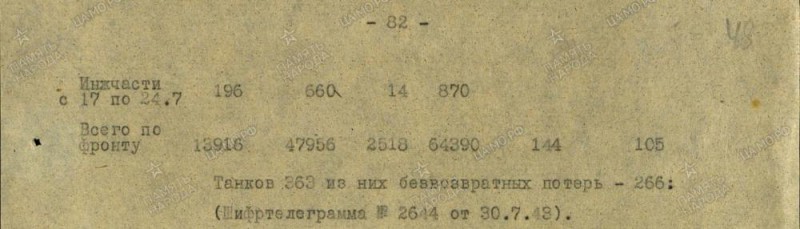 - 82 -
48
Инжчасти
с 17 по 24.7 196 660 14 870
Всего по
фронту 13916 47956 2518 64390 144 105
Танков 363 из них безвозвратных потерь - 266:
(Шифртелеграмма № 2644 от 30.7.43).